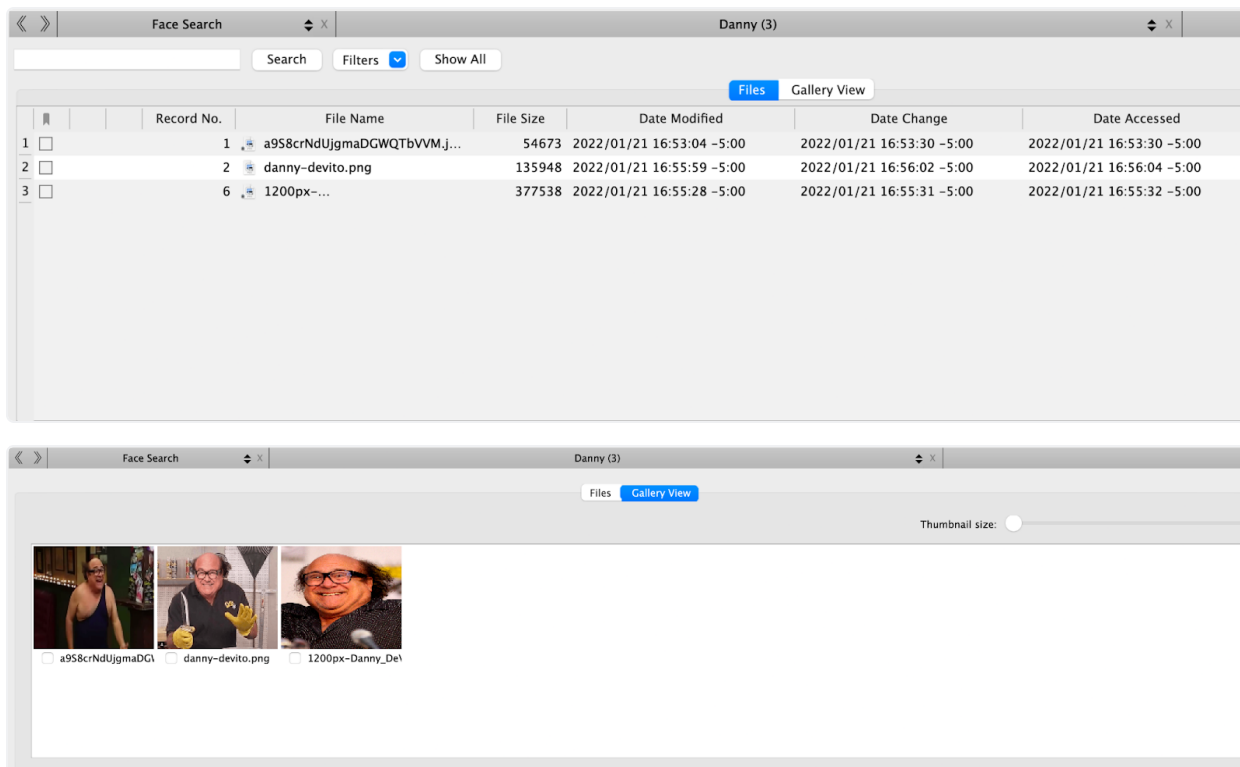 Face Search X Danny (3) X
Search Filters Show All
Files Gallery View
Record No. File Name File Size Date Modified Date Change Date Accessed
1 1 a9S8crNdUjgmaDGWQTbVVM.j... 54673 2022/01/21 16:53:04 -5:00 2022/01/21 16:53:30 -5:00 2022/01/21 16:53:30 -5:00
2 2 danny-devito.png 135948 2022/01/21 16:55:59 -5:00 2022/01/21 16:56:02 -5:00 2022/01/21 16:56:04 -5:00
3 6 1200px-... 377538 2022/01/21 16:55:28 -5:00 2022/01/21 16:55:31 -5:00 2022/01/21 16:55:32 -5:00
Face Search X Danny (3) X
Files Gallery View
Thumbnail size:
a9S8crNdUjgmaDGV danny-devito.png 1200px-Danny_DeV